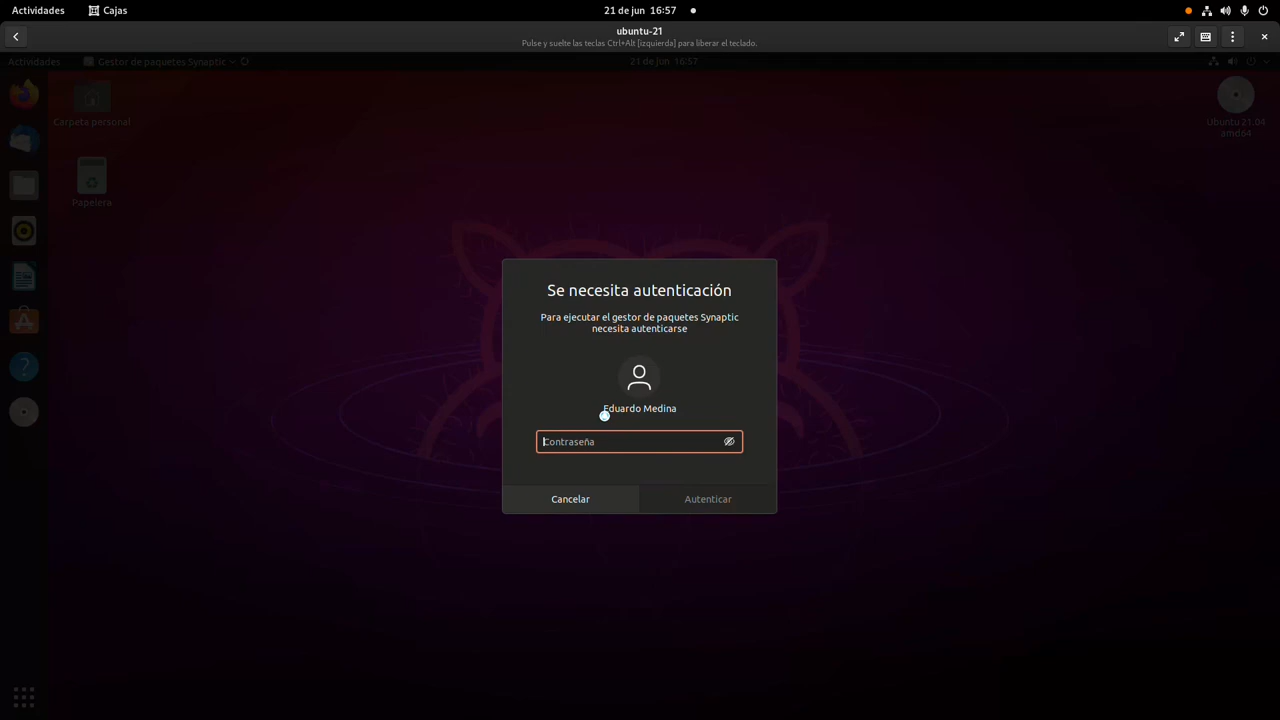 Actividades
Cajas
21 de jun 16:57
ubuntu-21
Pulse y suelte las teclas Ctrl+Alt [izquierda] para liberar el teclado.
Actividades
Gestor de paquetes Synaptic
21 de jun 16:57
Carpeta personal
Ubuntu 21.04
amd64
Papelera
Se necesita autenticación
Para ejecutar el gestor de paquetes Synaptic
necesita autenticarse
Eduardo Medina
Contraseña
Cancelar
Autenticar